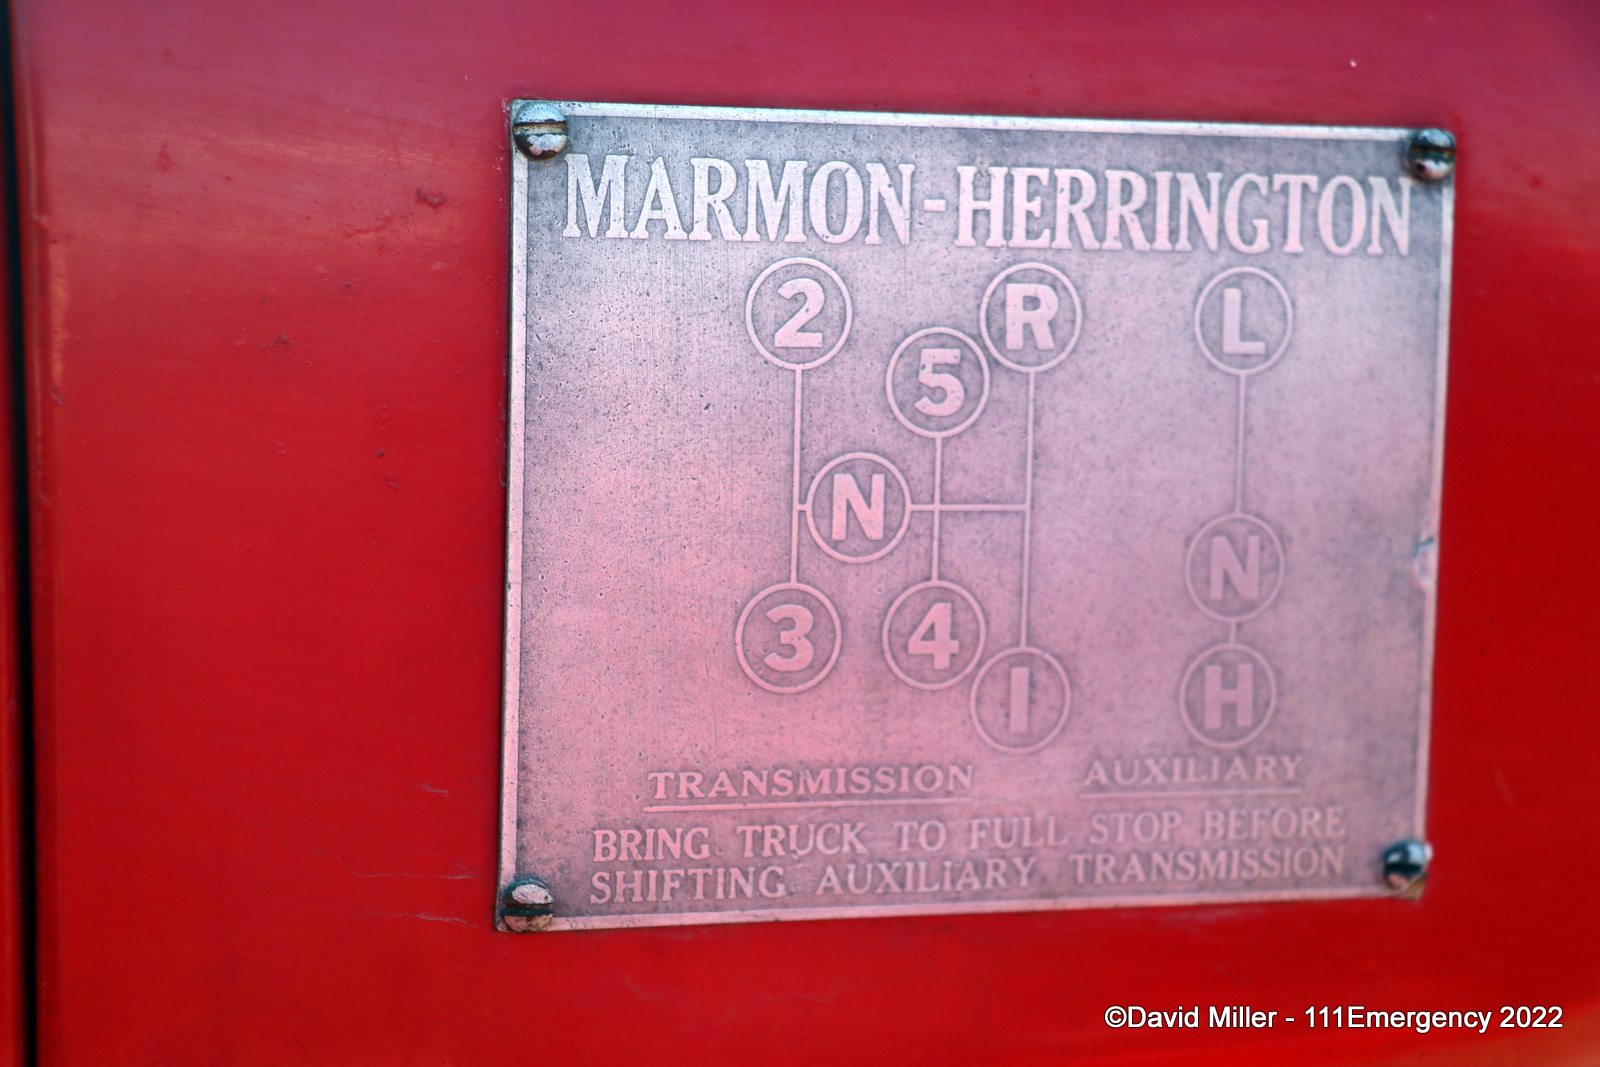 MARMON-HERRINGTON
2 R L
5
N
N
3 4 H
1
TRANSMISSION AUXILIARY
BRING TRUCK TO FULL STOP BEFORE
SHIFTING AUXILIARY TRANSMISSION
©David Miller - 111Emergency 2022